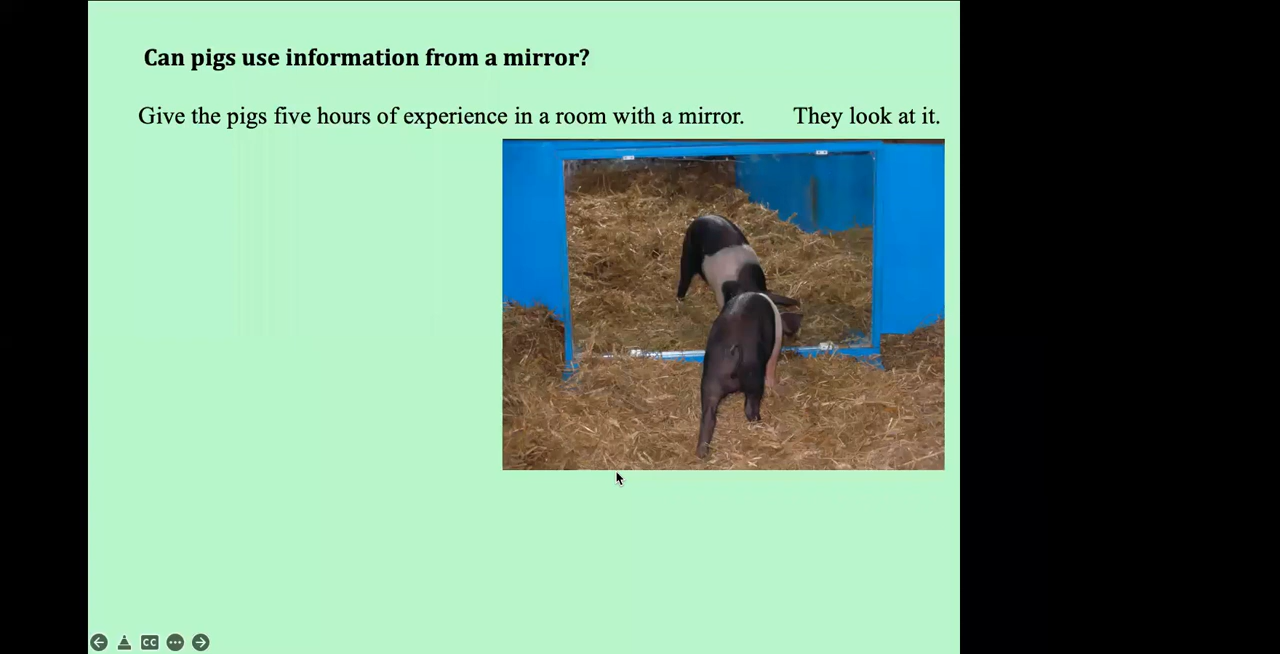 Can pigs use information from a mirror?
Give the pigs five hours of experience in a room with a mirror. They look at it.
CC